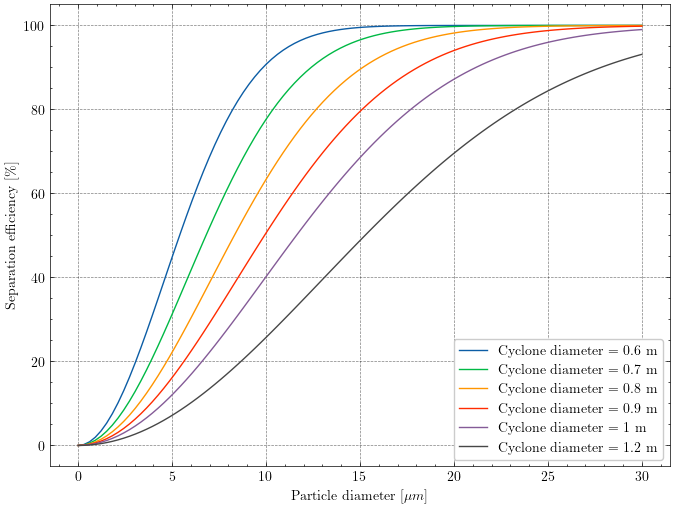 100
80
60
40
20
0
Separation efficiency [%]
0 5 10 15 20 25 30
Particle diameter [μm]
Cyclone diameter = 0.6 m
Cyclone diameter = 0.7 m
Cyclone diameter = 0.8 m
Cyclone diameter = 0.9 m
Cyclone diameter = 1 m
Cyclone diameter = 1.2 m